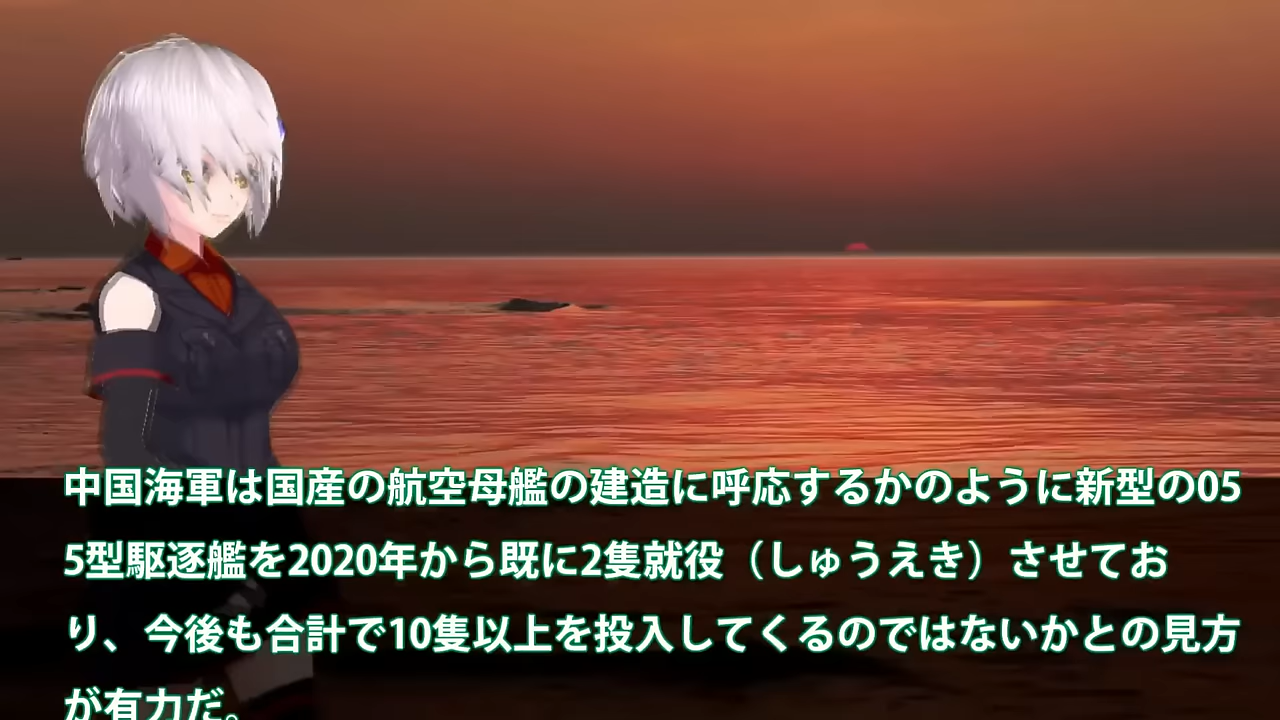 中国海軍は国産の航空母艦の建造に呼応するかのように新型の05
5型駆逐艦を2020年から既に2隻就役（しゅうえき）させてお
り、今後も合計で10隻以上を投入してくるのではないかとの見方
が有力だ。